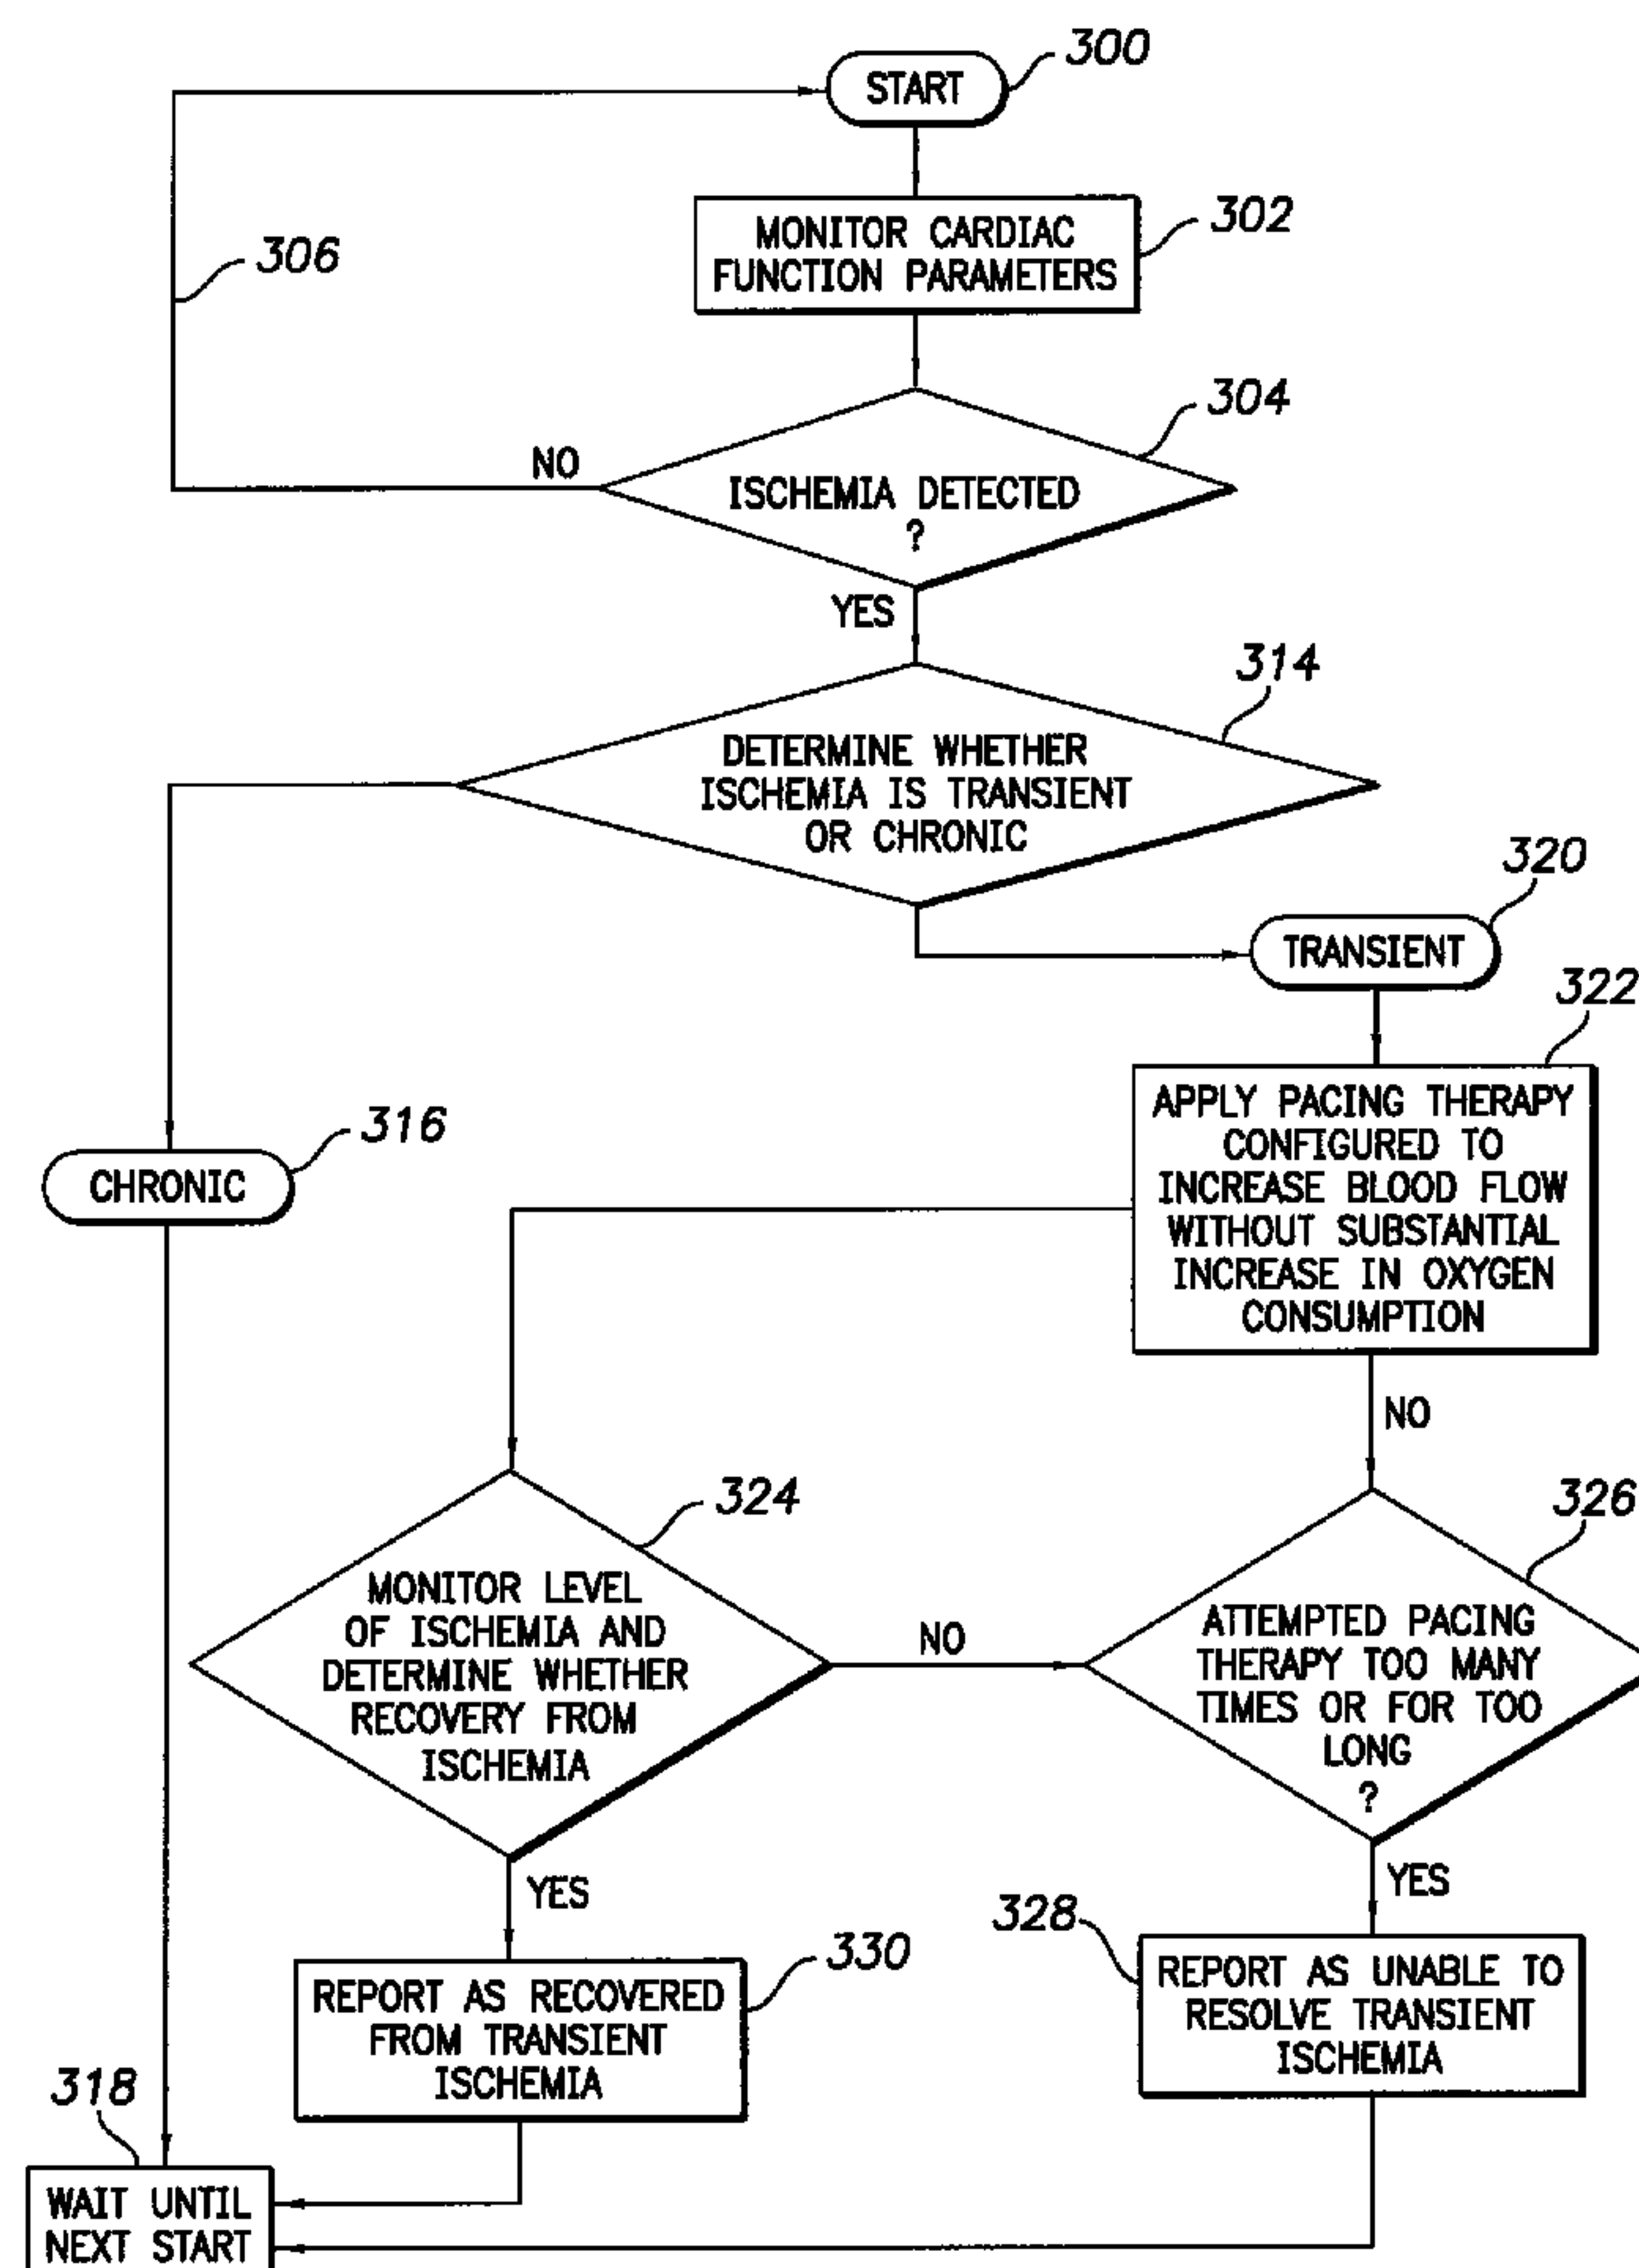 START
300
MONITOR CARDIAC
FUNCTION PARAMETERS
302
306
304
NO
ISCHEMIA DETECTED
?
YES
314
DETERMINE WHETHER
ISCHEMIA IS TRANSIENT
OR CHRONIC
320
TRANSIENT
322
APPLY PACING THERAPY
CONFIGURED TO
INCREASE BLOOD FLOW
WITHOUT SUBSTANTIAL
INCREASE IN OXYGEN
CONSUMPTION
316
CHRONIC
NO
324
MONITOR LEVEL
OF ISCHEMIA AND
DETERMINE WHETHER
RECOVERY FROM
ISCHEMIA
NO
326
ATTEMPTED PACING
THERAPY TOO MANY
TIMES OR FOR TOO
LONG
?
YES
YES
330
REPORT AS RECOVERED
FROM TRANSIENT
ISCHEMIA
328
REPORT AS UNABLE TO
RESOLVE TRANSIENT
ISCHEMIA
318
WAIT UNTIL
NEXT START